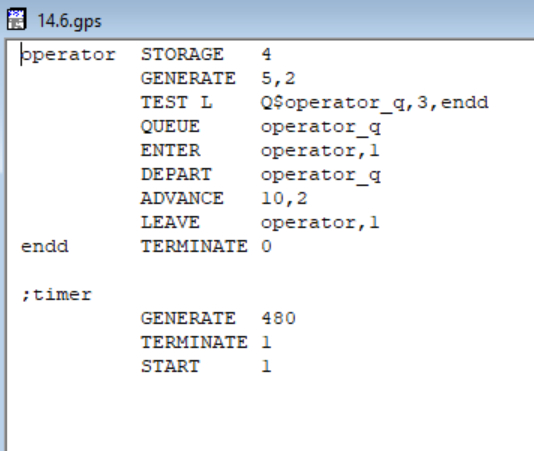 14.6.gps
operator STORAGE 4
GENERATE 5,2
TEST L Q$operator_q,3,endd
QUEUE operator_q
ENTER operator,1
DEPART operator_q
ADVANCE 10,2
LEAVE operator,1
endd TERMINATE 0
;timer
GENERATE 480
TERMINATE 1
START 1